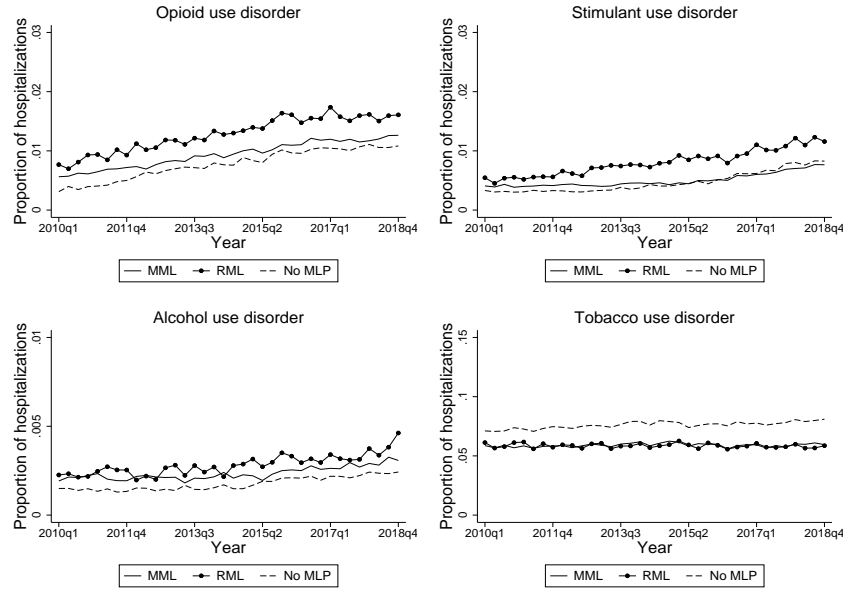 Opioid use disorder
Proportion of hospitalizations
0 .01 .02 .03
2010q1 2011q4 2013q3 2015q2 2017q1 2018q4
Year
MML RML No MLP
Stimulant use disorder
Proportion of hospitalizations
0 .01 .02 .03
2010q1 2011q4 2013q3 2015q2 2017q1 2018q4
Year
MML RML No MLP
Alcohol use disorder
Proportion of hospitalizations
0 .005 .01
2010q1 2011q4 2013q3 2015q2 2017q1 2018q4
Year
MML RML No MLP
Tobacco use disorder
Proportion of hospitalizations
0 .05 .1 .15
2010q1 2011q4 2013q3 2015q2 2017q1 2018q4
Year
MML RML No MLP